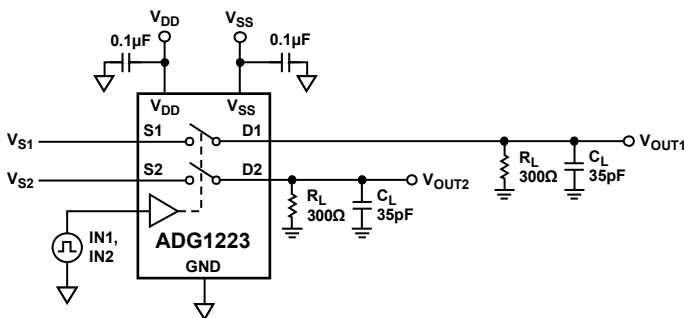 VDD
VSS
0.1µF
0.1µF
VDD
VSS
VS1
S1
D1
VOUT1
VS2
S2
D2
VOUT2
RL
300Ω
CL
35pF
RL
300Ω
CL
35pF
IN1,
IN2
ADG1223
GND